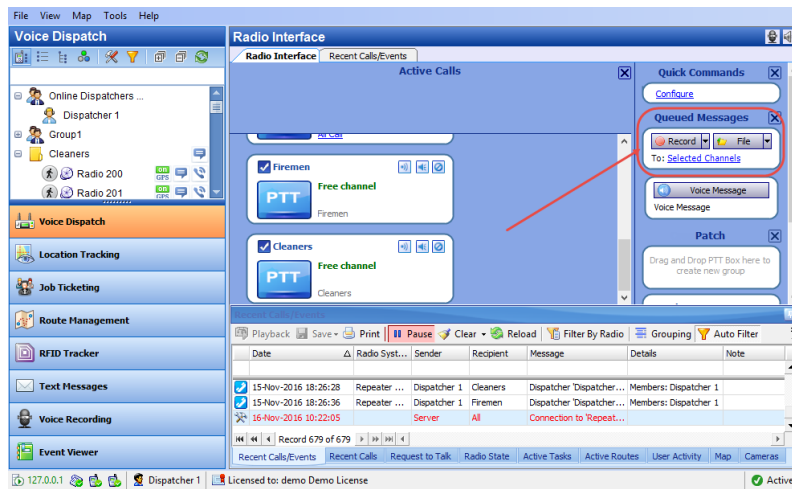 File View Map Tools Help
Voice Dispatch
Radio Interface
Radio Interface Recent Calls/Events
Active Calls
Quick Commands
Configure
Online Dispatchers ...
Dispatcher 1
Group1
Cleaners
Radio 200
on GPS
Radio 201
on GPS
Queued Messages
Record File
To: Selected Channels
All Call
Firemen
PTT
Free channel
Firemen
Cleaners
PTT
Free channel
Cleaners
Voice Message
Voice Message
Patch
Drag and Drop PTT Box here to
create new group
Voice Dispatch
Location Tracking
Job Ticketing
Route Management
RFID Tracker
Text Messages
Voice Recording
Event Viewer
Recent Calls/Events
Playback Save Print Pause Clear Reload Filter By Radio Grouping Auto Filter
Date Radio Syst... Sender Recipient Message Details Note
15-Nov-2016 18:26:28 Repeater ... Dispatcher 1 Cleaners Dispatcher 'Dispatcher... Members: Dispatcher 1
15-Nov-2016 18:26:36 Repeater ... Dispatcher 1 Firemen Dispatcher 'Dispatcher... Members: Dispatcher 1
16-Nov-2016 10:22:05 Server All Connection to 'Repeat...
Record 679 of 679
Recent Calls/Events Recent Calls Request to Talk Radio State Active Tasks Active Routes User Activity Map Cameras
127.0.0.1 Dispatcher 1 Licensed to: demo Demo License Active